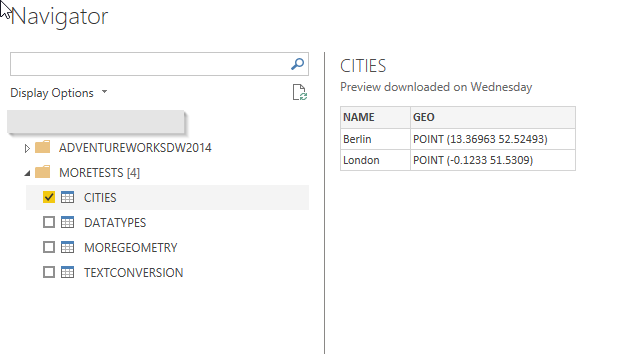 Navigator
Display Options
ADVENTUREWORKSDW2014
MORETESTS [4]
CITIES
DATATYPES
MOREGEOMETRY
TEXTCONVERSION
CITIES
Preview downloaded on Wednesday
NAME GEO
Berlin POINT (13.36963 52.52493)
London POINT (-0.1233 51.5309)